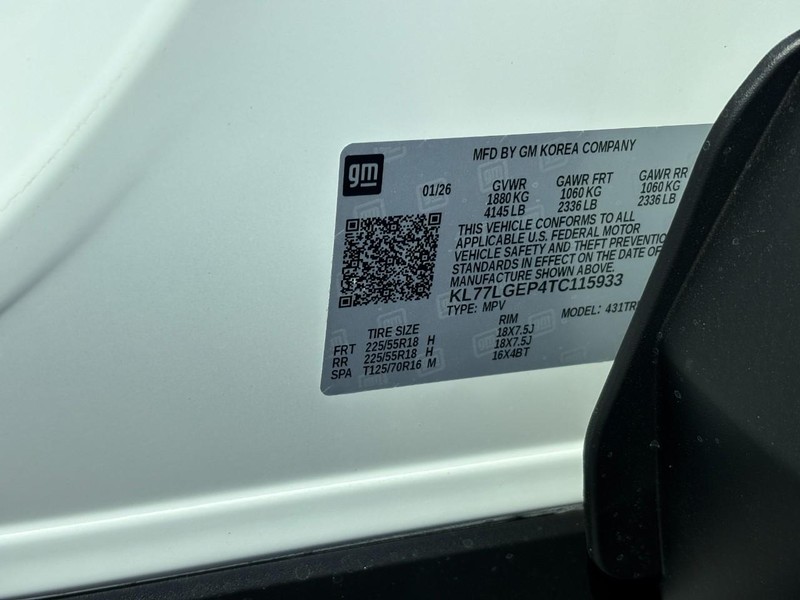 gm
MFD BY GM KOREA COMPANY
01/26 GVWR GAWR FRT GAWR RR
1880 KG 1060 KG 1060 KG
4145 LB 2336 LB 2336 LB
THIS VEHICLE CONFORMS TO ALL
APPLICABLE U.S. FEDERAL MOTOR
VEHICLE SAFETY AND THEFT PREVENTIO
STANDARDS IN EFFECT ON THE DATE OF
MANUFACTURE SHOWN ABOVE.
KL77LGEP4TC115933
TYPE: MPV MODEL: 431TR
TIRE SIZE RIM
FRT 225/55R18 H 18X7.5J
RR 225/55R18 H 18X7.5J
SPA T125/70R16 M 16X4BT